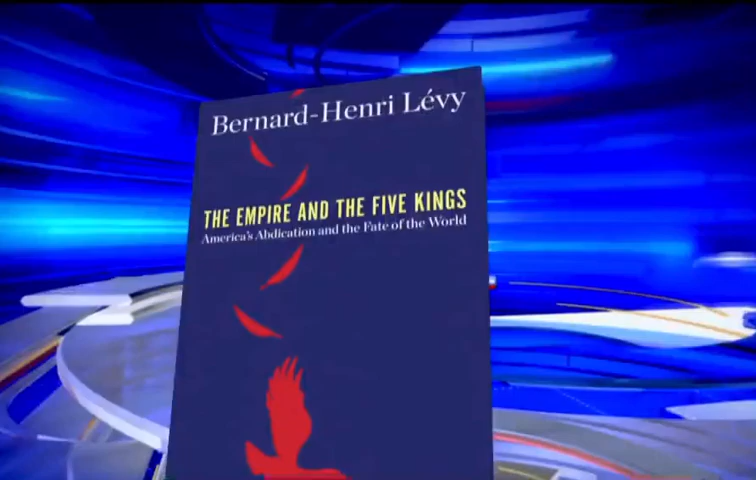 Bernard-Henri Lévy
THE EMPIRE AND THE FIVE KINGS
America's Abdication and the Fate of the World